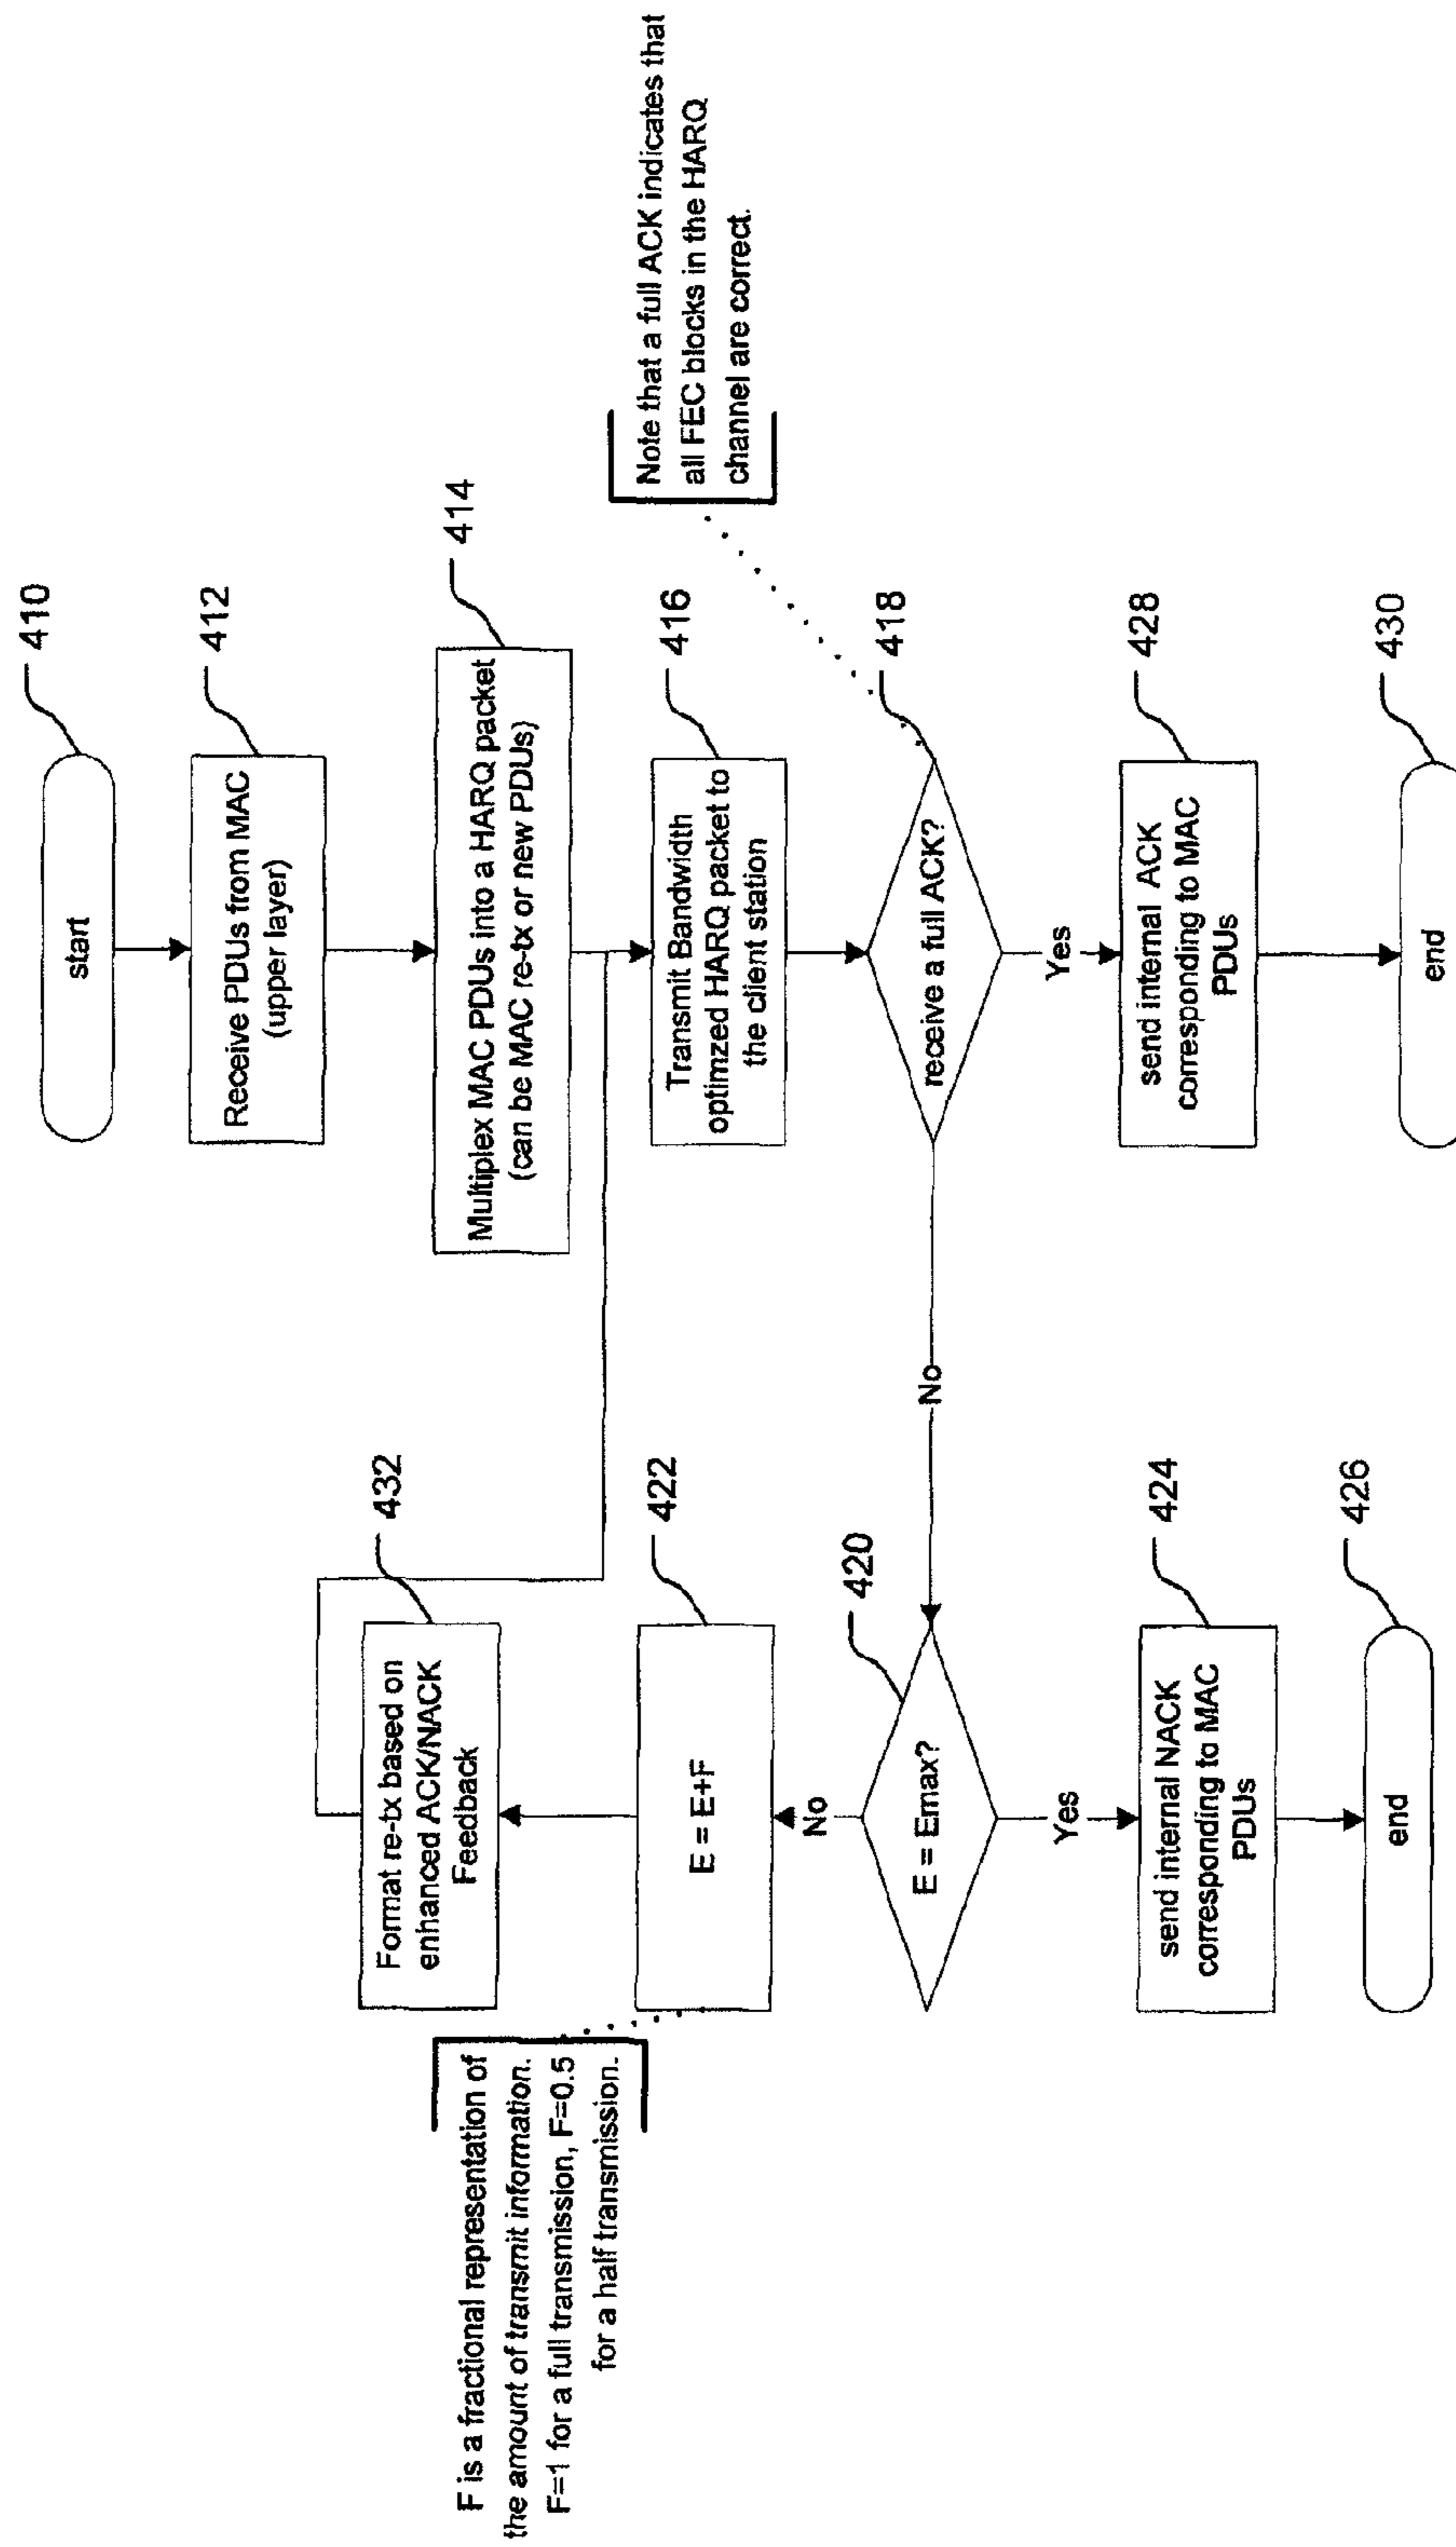 start
410
Receive PDUs from MAC
(upper layer)
412
Multiplex MAC PDUs into a HARQ packet
(can be MAC re-tx or new PDUs)
414
Transmit Bandwidth
optimzed HARQ packet to
the client station
416
receive a full ACK?
418
Note that a full ACK indicates that
all FEC blocks in the HARQ
channel are correct.
Yes
send internal ACK
corresponding to MAC
PDUs
428
end
430
No
E = Emax?
420
No
E = E+F
422
F is a fractional representation of
the amount of transmit information.
F=1 for a full transmission, F=0.5
for a half transmission.
Format re-tx based on
enhanced ACK/NACK
Feedback
432
Yes
send internal NACK
corresponding to MAC
PDUs
424
end
426